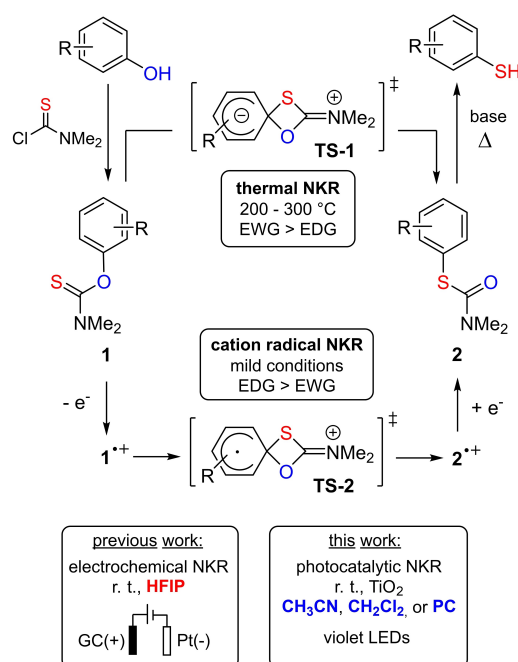 R
OH
S
Cl
NMe₂
R
SH
base
Δ
⊖
R
S
O
⊕
NMe₂
‡
TS-1
thermal NKR
200 - 300 °C
EWG > EDG
R
S
O
NMe₂
1
R
S
O
NMe₂
2
cation radical NKR
mild conditions
EDG > EWG
- e⁻
+ e⁻
1•+
R
S
O
⊕
NMe₂
‡
TS-2
2•+
previous work:
electrochemical NKR
r. t., HFIP
GC(+) Pt(-)
this work:
photocatalytic NKR
r. t., TiO₂
CH₃CN, CH₂Cl₂, or PC
violet LEDs